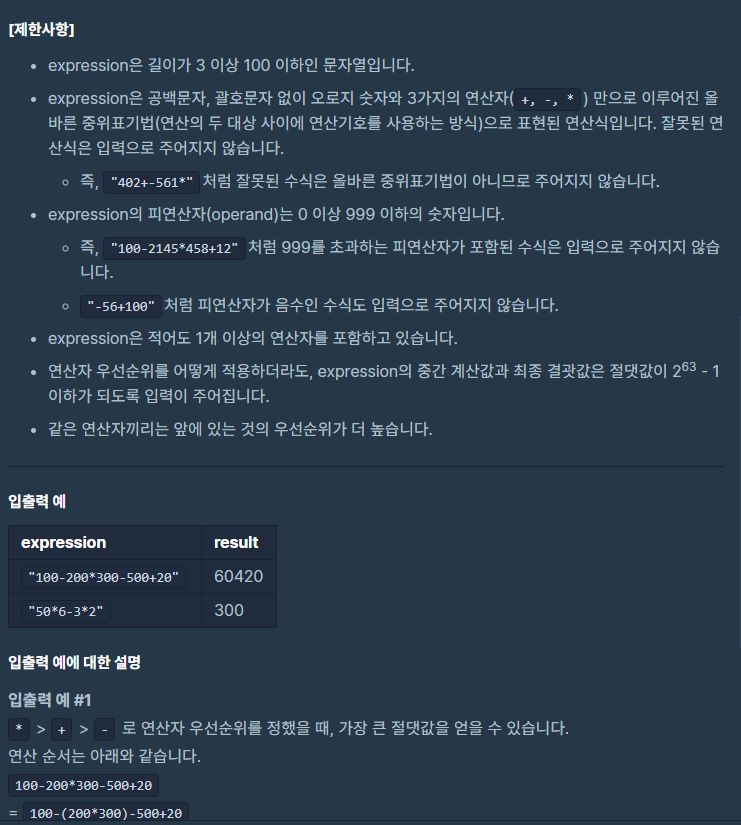 [제한사항]
• expression은 길이가 3 이상 100 이하인 문자열입니다.
• expression은 공백문자, 괄호문자 없이 오로지 숫자와 3가지의 연산자( +, -, * ) 만으로 이루어진 올
바른 중위표기법(연산의 두 대상 사이에 연산기호를 사용하는 방식)으로 표현된 연산식입니다. 잘못된 연
산식은 입력으로 주어지지 않습니다.
◦ 즉, "402+-561*" 처럼 잘못된 수식은 올바른 중위표기법이 아니므로 주어지지 않습니다.
• expression의 피연산자(operand)는 0 이상 999 이하의 숫자입니다.
◦ 즉, "100-2145*458+12" 처럼 999를 초과하는 피연산자가 포함된 수식은 입력으로 주어지지 않습
니다.
◦ "-56+100" 처럼 피연산자가 음수인 수식도 입력으로 주어지지 않습니다.
• expression은 적어도 1개 이상의 연산자를 포함하고 있습니다.
• 연산자 우선순위를 어떻게 적용하더라도, expression의 중간 계산값과 최종 결괏값은 절댓값이 2⁶³ - 1
이하가 되도록 입력이 주어집니다.
• 같은 연산자끼리는 앞에 있는 것의 우선순위가 더 높습니다.
입출력 예
expression result
"100-200*300-500+20" 60420
"50*6-3*2" 300
입출력 예에 대한 설명
입출력 예 #1
* > + > - 로 연산자 우선순위를 정했을 때, 가장 큰 절댓값을 얻을 수 있습니다.
연산 순서는 아래와 같습니다.
100-200*300-500+20
= 100-(200*300)-500+20